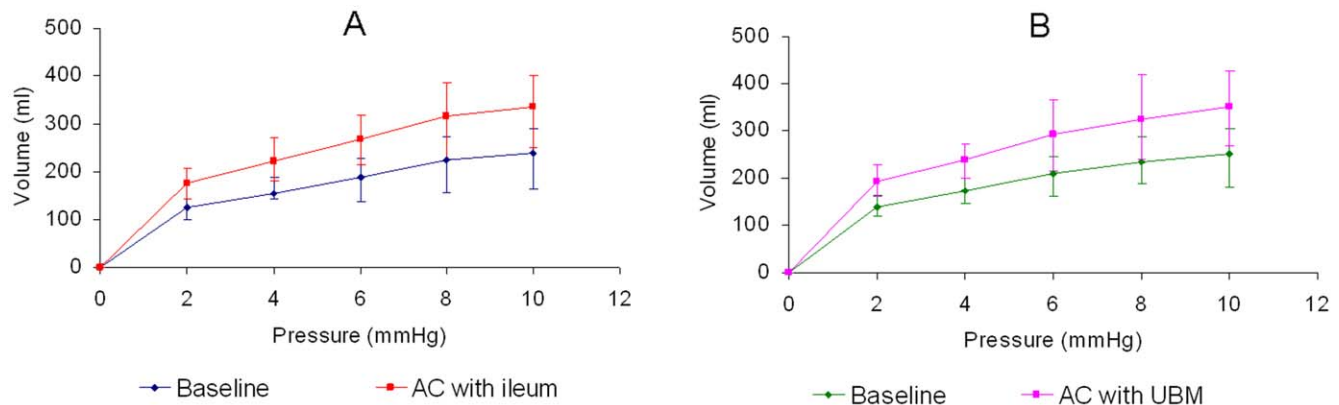 A
500
400
300
200
100
0
Volume (ml)
0 2 4 6 8 10 12
Pressure (mmHg)
Baseline AC with ileum
B
500
400
300
200
100
0
Volume (ml)
0 2 4 6 8 10 12
Pressure (mmHg)
Baseline AC with UBM